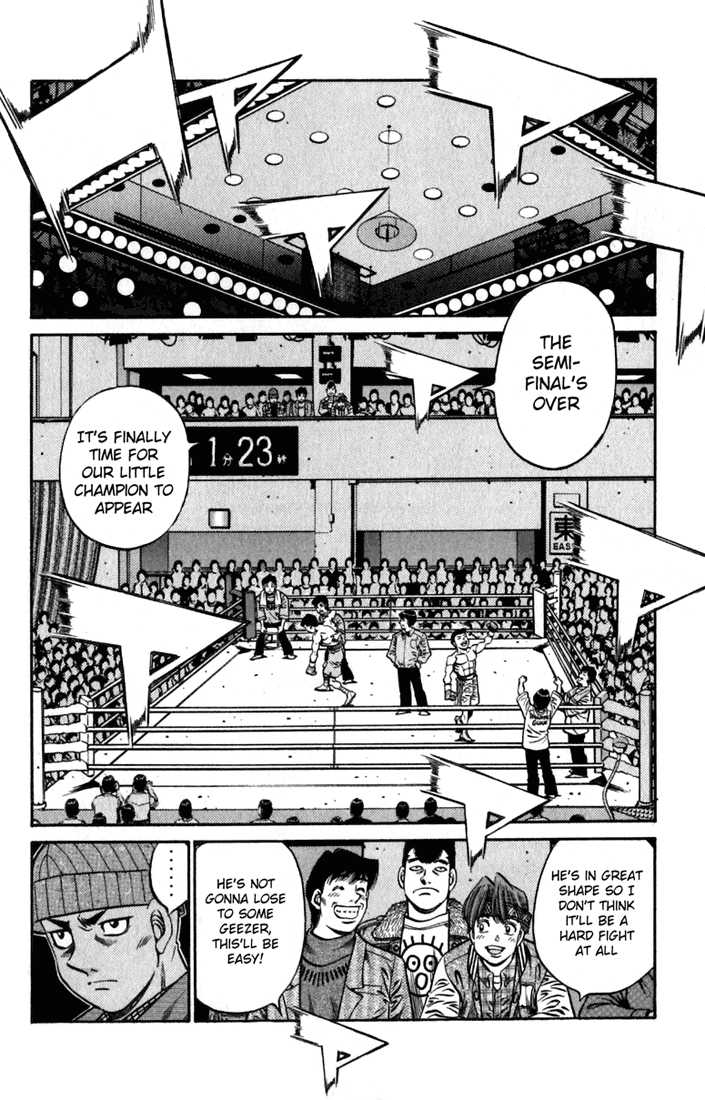 THE
SEMI-
FINAL'S
OVER
IT'S FINALLY
TIME FOR
OUR LITTLE
CHAMPION TO
APPEAR
1分23秒
東
EAST
HE'S IN GREAT
SHAPE SO I
DON'T THINK
IT'LL BE A
HARD FIGHT
AT ALL
HE'S NOT
GONNA LOSE
TO SOME
GEEZER,
THIS'LL BE
EASY!
......